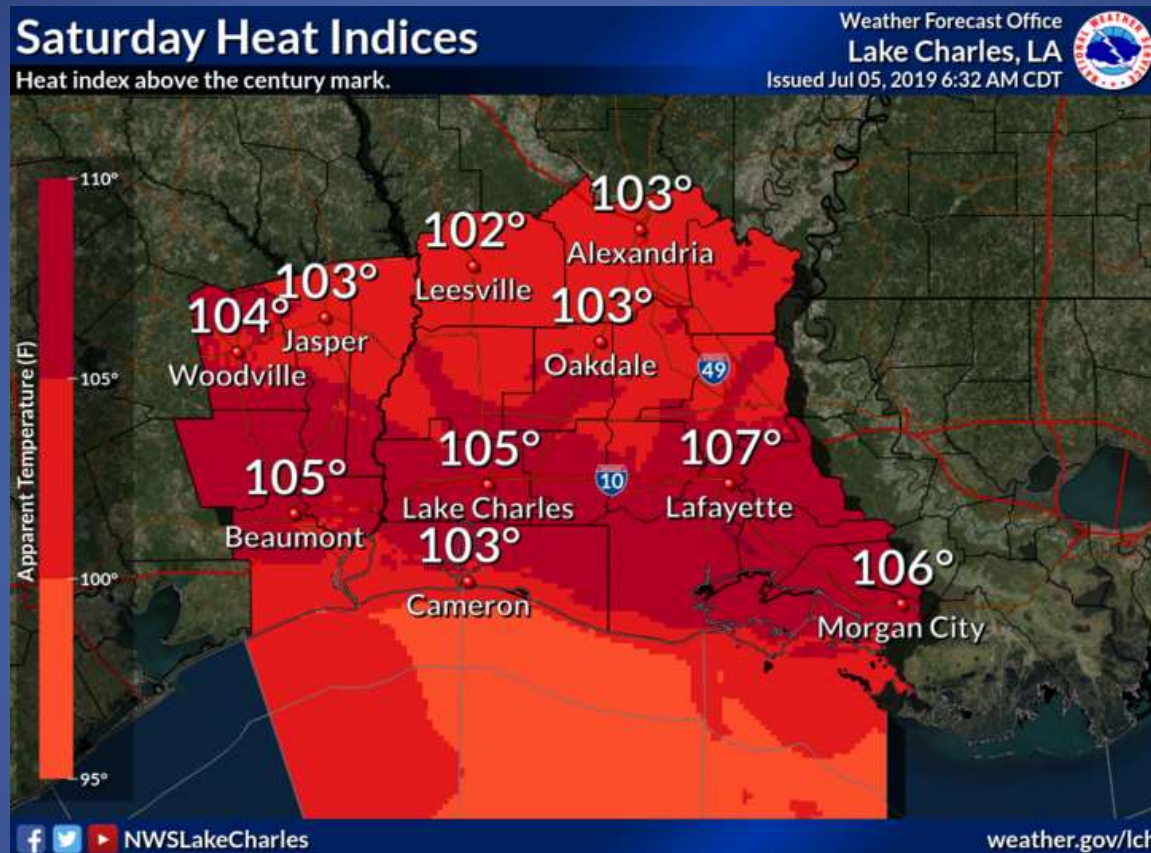 Saturday Heat Indices
Heat index above the century mark.
Weather Forecast Office
Lake Charles, LA
Issued Jul 05, 2019 6:32 AM CDT
NATIONAL WEATHER SERVICE
Apparent Temperature (F)
110°
105°
100°
95°
103°
Alexandria
102°
Leesville
103°
Jasper
104°
Woodville
103°
Oakdale
49
105°
Beaumont
105°
Lake Charles
10
107°
Lafayette
103°
Cameron
106°
Morgan City
NWSLakeCharles
weather.gov/lch